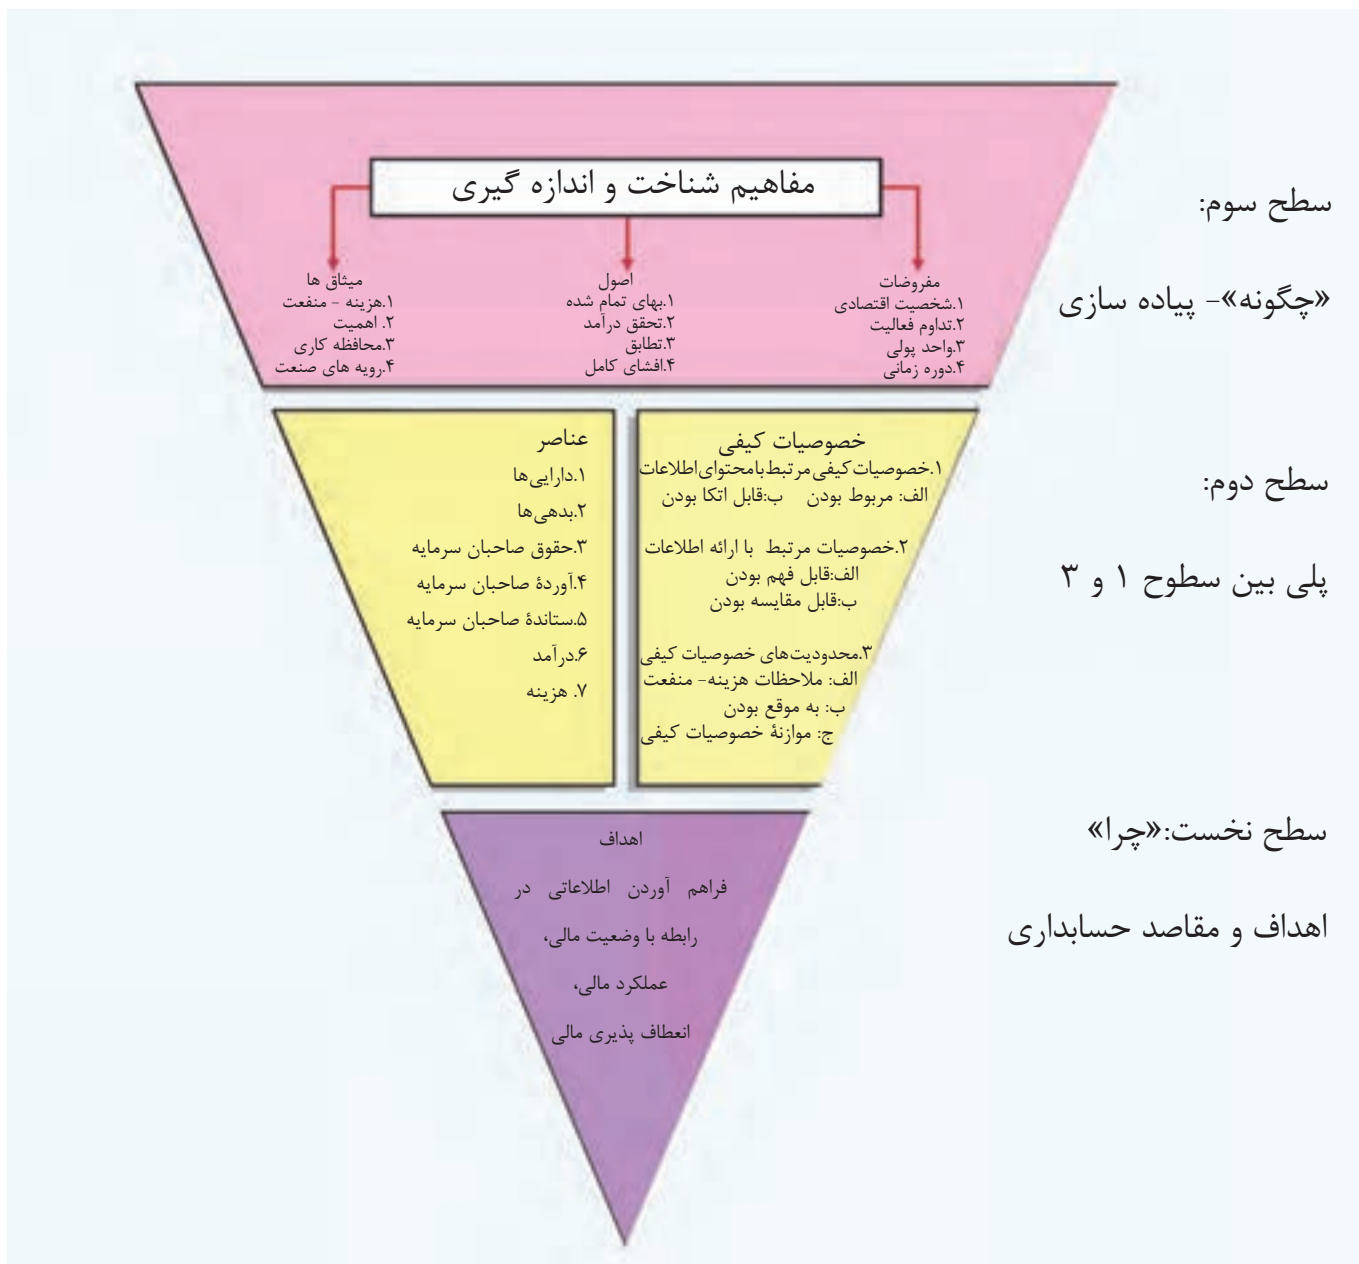 مفاهیم شناخت و اندازه گیری
سطح سوم:
«چگونه»- پیاده سازی
مفروضات
۱.شخصیت اقتصادی
۲.تداوم فعالیت
۳.واحد پولی
۴.دوره زمانی
اصول
۱.بهای تمام شده
۲.تحقق درآمد
۳.تطابق
۴.افشای کامل
میثاق ها
۱.هزینه - منفعت
۲. اهمیت
۳.محافظه کاری
۴.رویه های صنعت
سطح دوم:
پلی بین سطوح ۱ و ۳
خصوصیات کیفی
۱.خصوصیات کیفی مرتبط با محتوای اطلاعات
الف: مربوط بودن ب:قابل اتکا بودن
۲.خصوصیات مرتبط با ارائه اطلاعات
الف:قابل فهم بودن
ب:قابل مقایسه بودن
۳.محدودیت‌های خصوصیات کیفی
الف: ملاحظات هزینه- منفعت
ب: به موقع بودن
ج: موازنهٔ خصوصیات کیفی
عناصر
۱.دارایی‌ها
۲.بدهی‌ها
۳.حقوق صاحبان سرمایه
۴.آوردهٔ صاحبان سرمایه
۵.ستاندهٔ صاحبان سرمایه
۶.درآمد
۷. هزینه
سطح نخست:«چرا»
اهداف و مقاصد حسابداری
اهداف
فراهم آوردن اطلاعاتی در
رابطه با وضعیت مالی،
عملکرد مالی،
انعطاف پذیری مالی